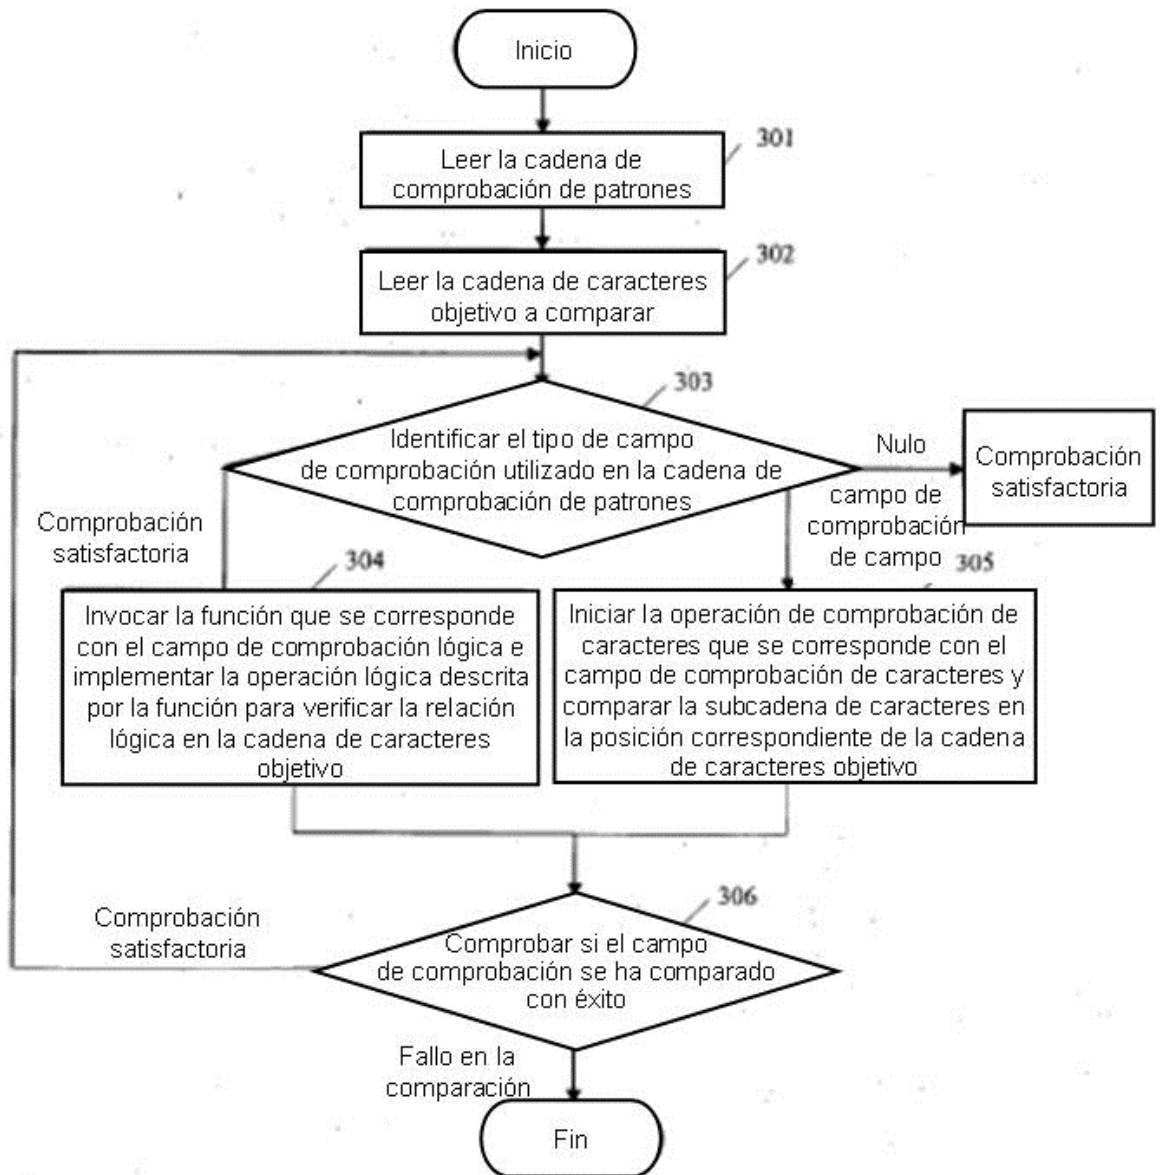 Inicio
301
Leer la cadena de
comprobación de patrones
302
Leer la cadena de caracteres
objetivo a comparar
303
Identificar el tipo de campo
de comprobación utilizado en la cadena de
comprobación de patrones
Nulo
Comprobación
satisfactoria
campo de
comprobación
de campo
Comprobación
satisfactoria
304
305
Invocar la función que se corresponde
con el campo de comprobación lógica e
implementar la operación lógica descrita
por la función para verificar la relación
lógica en la cadena de caracteres
objetivo
Iniciar la operación de comprobación de
caracteres que se corresponde con el
campo de comprobación de caracteres y
comparar la subcadena de caracteres en
la posición correspondiente de la cadena
de caracteres objetivo
306
Comprobación
satisfactoria
Comprobar si el campo
de comprobación se ha comparado
con éxito
Fallo en la
comparación
Fin